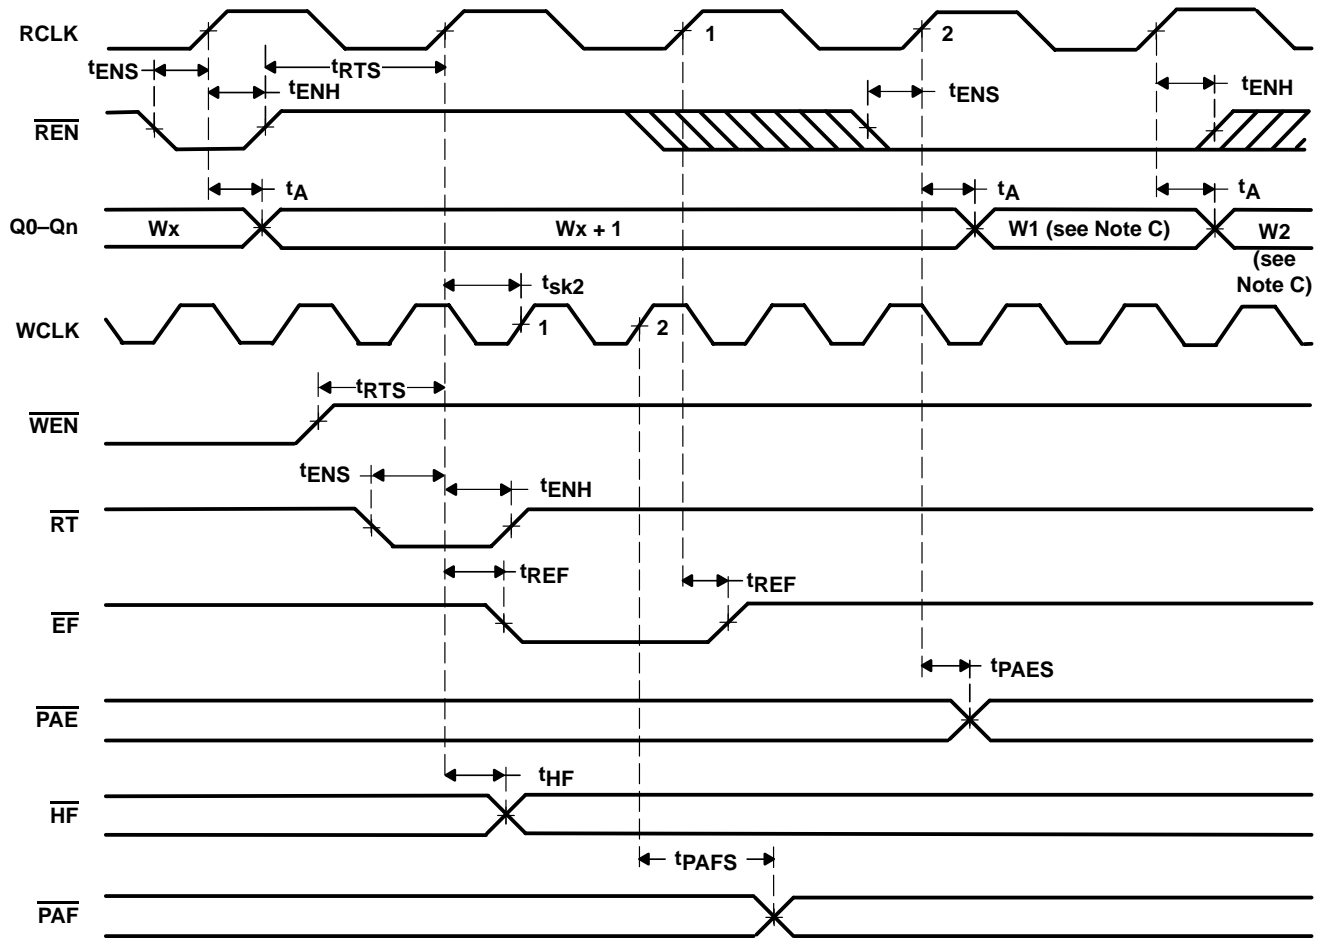 RCLK
1
2
tENS
tRTS
tENH
tENS
tENH
REN
tA
tA
tA
Q0–Qn
Wx
Wx + 1
W1 (see Note C)
W2
(see
Note C)
tsk2
WCLK
1
2
tRTS
WEN
tENS
tENH
RT
tREF
tREF
EF
tPAES
PAE
tHF
HF
tPAFS
PAF